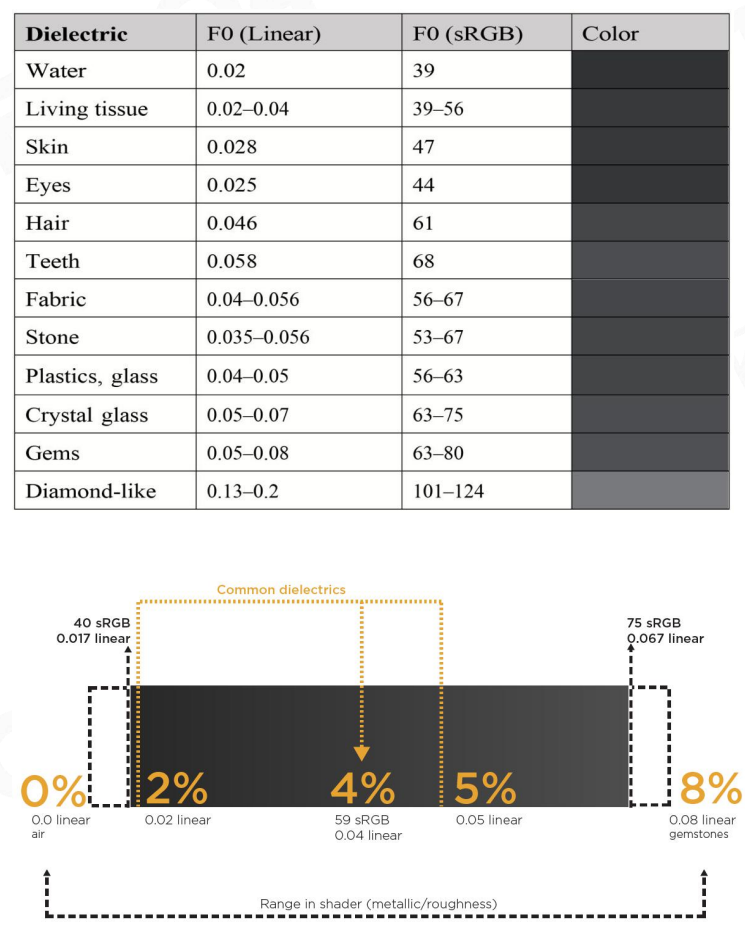 Dielectric F0 (Linear) F0 (sRGB) Color
Water 0.02 39
Living tissue 0.02–0.04 39–56
Skin 0.028 47
Eyes 0.025 44
Hair 0.046 61
Teeth 0.058 68
Fabric 0.04–0.056 56–67
Stone 0.035–0.056 53–67
Plastics, glass 0.04–0.05 56–63
Crystal glass 0.05–0.07 63–75
Gems 0.05–0.08 63–80
Diamond-like 0.13–0.2 101–124
Common dielectrics
40 sRGB
0.017 linear
75 sRGB
0.067 linear
0% 2% 4% 5% 8%
0.0 linear
air
0.02 linear
59 sRGB
0.04 linear
0.05 linear
0.08 linear
gemstones
Range in shader (metallic/roughness)